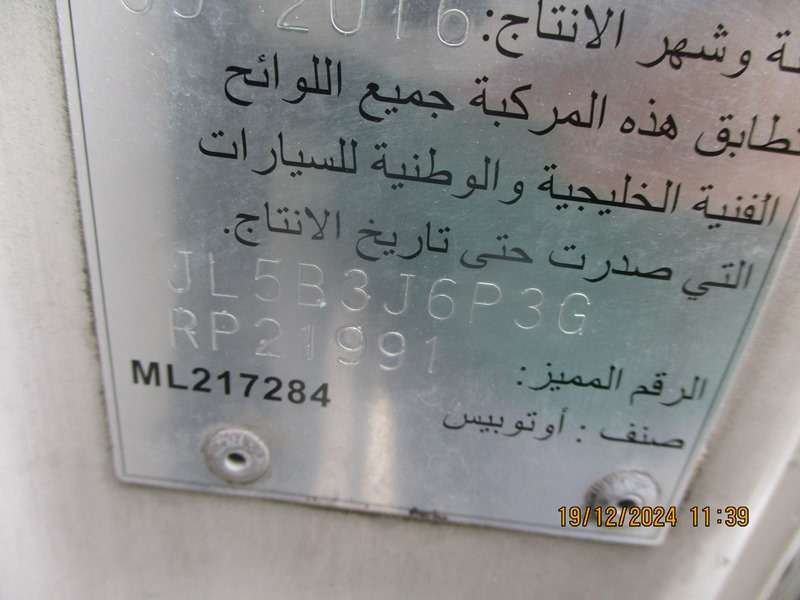 وشهر الانتاج: 2016
تطابق هذه المركبة جميع اللوائح
الفنية الخليجية والوطنية للسيارات
التي صدرت حتى تاريخ الانتاج.
JL5B3J6P3G
RP21991
الرقم المميز:
ML217284
صنف : أوتوبيس
19/12/2024 11:39